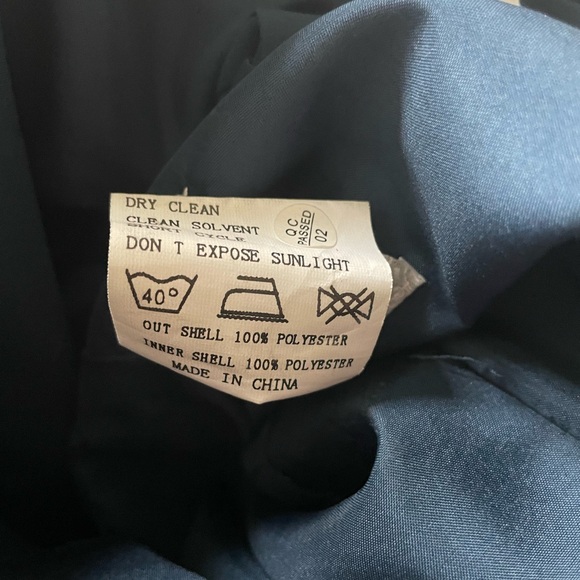 DRY CLEAN
CLEAN SOLVENT
SHORT CYCLE
QC
PASSED
02
DON T EXPOSE SUNLIGHT
40°
OUT SHELL 100% POLYESTER
INNER SHELL 100% POLYESTER
MADE IN CHINA